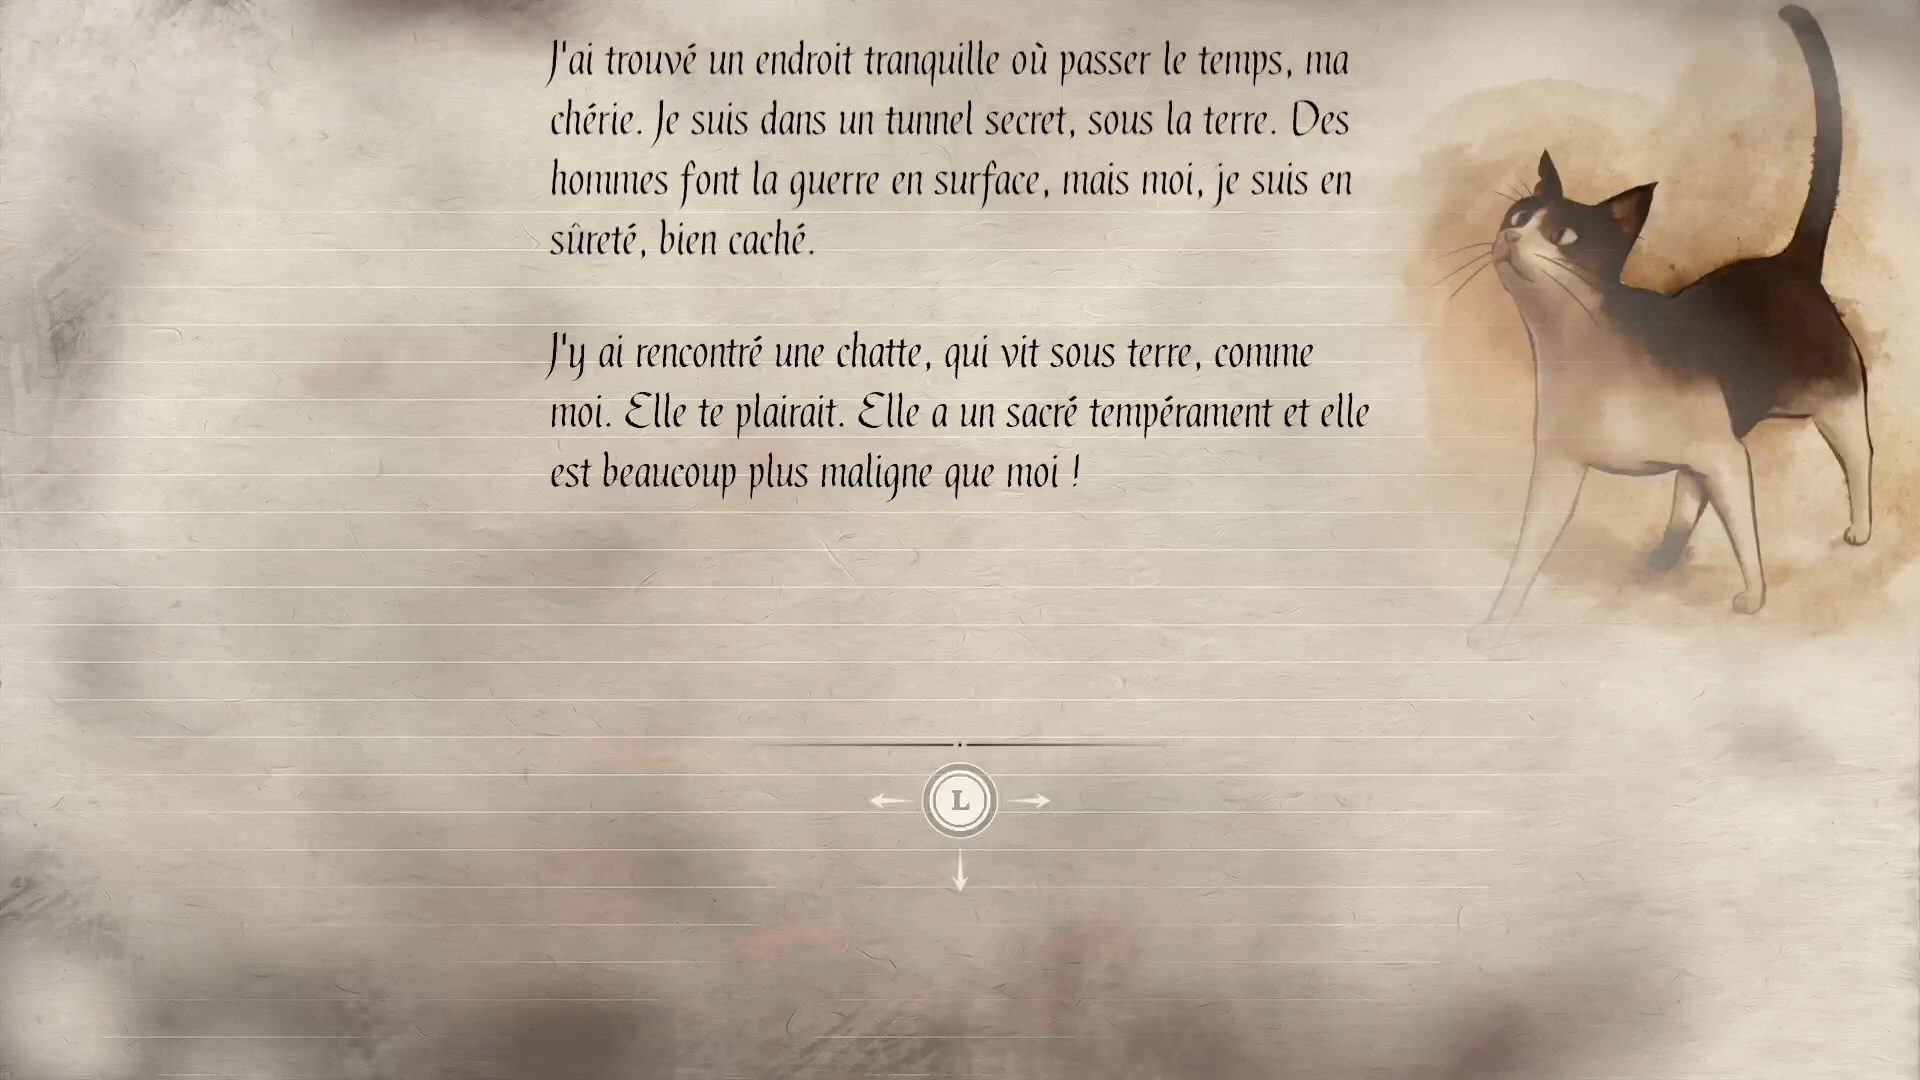 J'ai trouvé un endroit tranquille où passer le temps, ma
chérie. Je suis dans un tunnel secret, sous la terre. Des
hommes font la guerre en surface, mais moi, je suis en
sûreté, bien caché.
J'y ai rencontré une chatte, qui vit sous terre, comme
moi. Elle te plairait. Elle a un sacré tempérament et elle
est beaucoup plus maligne que moi !
L